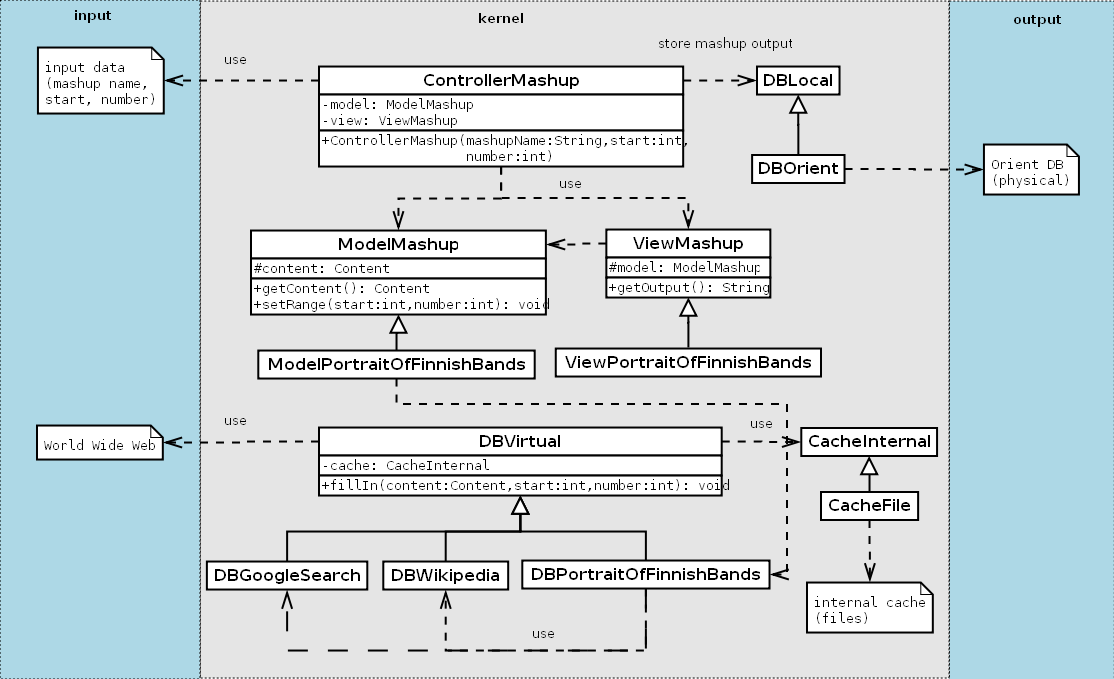 input
kernel
output
store mashup output
use
input data
(mashup name,
start, number)
ControllerMashup
-model: ModelMashup
-view: ViewMashup
+ControllerMashup(mashupName:String,start:int,
number:int)
DBLocal
DBOrient
Orient DB
(physical)
use
ModelMashup
#content: Content
+getContent(): Content
+setRange(start:int,number:int): void
ViewMashup
#model: ModelMashup
+getOutput(): String
ModelPortraitOfFinnishBands
ViewPortraitOfFinnishBands
use
World Wide Web
DBVirtual
-cache: CacheInternal
+fillIn(content:Content,start:int,number:int): void
use
CacheInternal
CacheFile
DBGoogleSearch
DBWikipedia
DBPortraitOfFinnishBands
internal cache
(files)
use